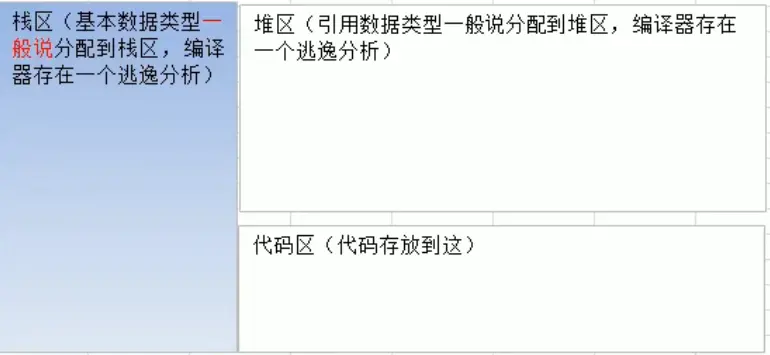 栈区（基本数据类型一
般说分配到栈区，编译
器存在一个逃逸分析）
堆区（引用数据类型一般说分配到堆区，编译器存在
一个逃逸分析）
代码区（代码存放到这）